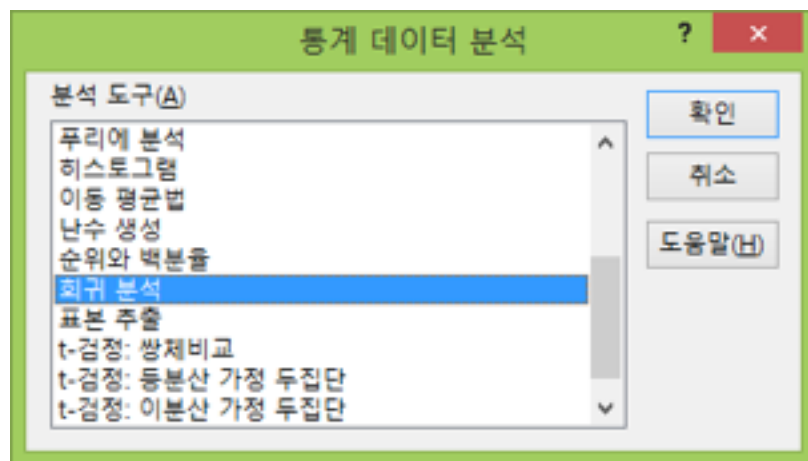 통계 데이터 분석
?
×
분석 도구(A)
푸리에 분석
히스토그램
이동 평균법
난수 생성
순위와 백분율
회귀 분석
표본 추출
t-검정: 쌍체비교
t-검정: 등분산 가정 두집단
t-검정: 이분산 가정 두집단
확인
취소
도움말(H)